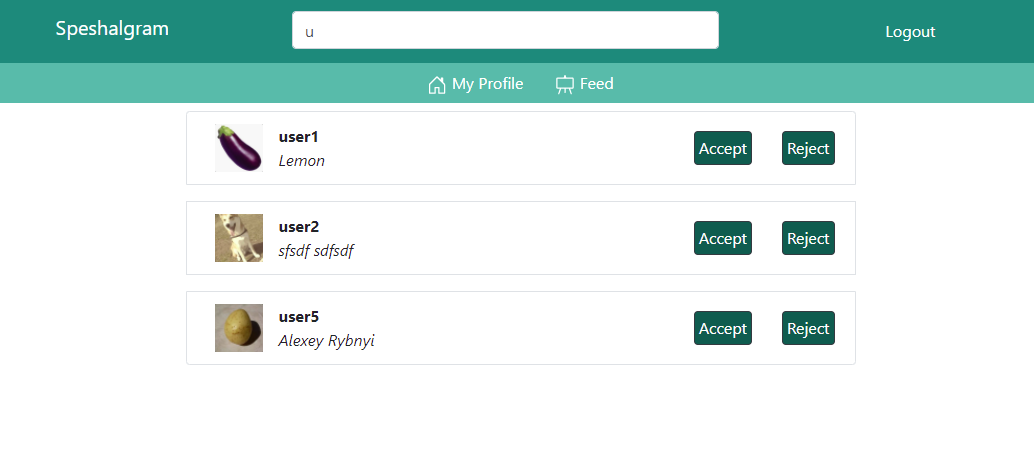 Speshalgram
u
Logout
My Profile
Feed
user1
Lemon
Accept
Reject
user2
sfsdf sdfsdf
Accept
Reject
user5
Alexey Rybnyi
Accept
Reject